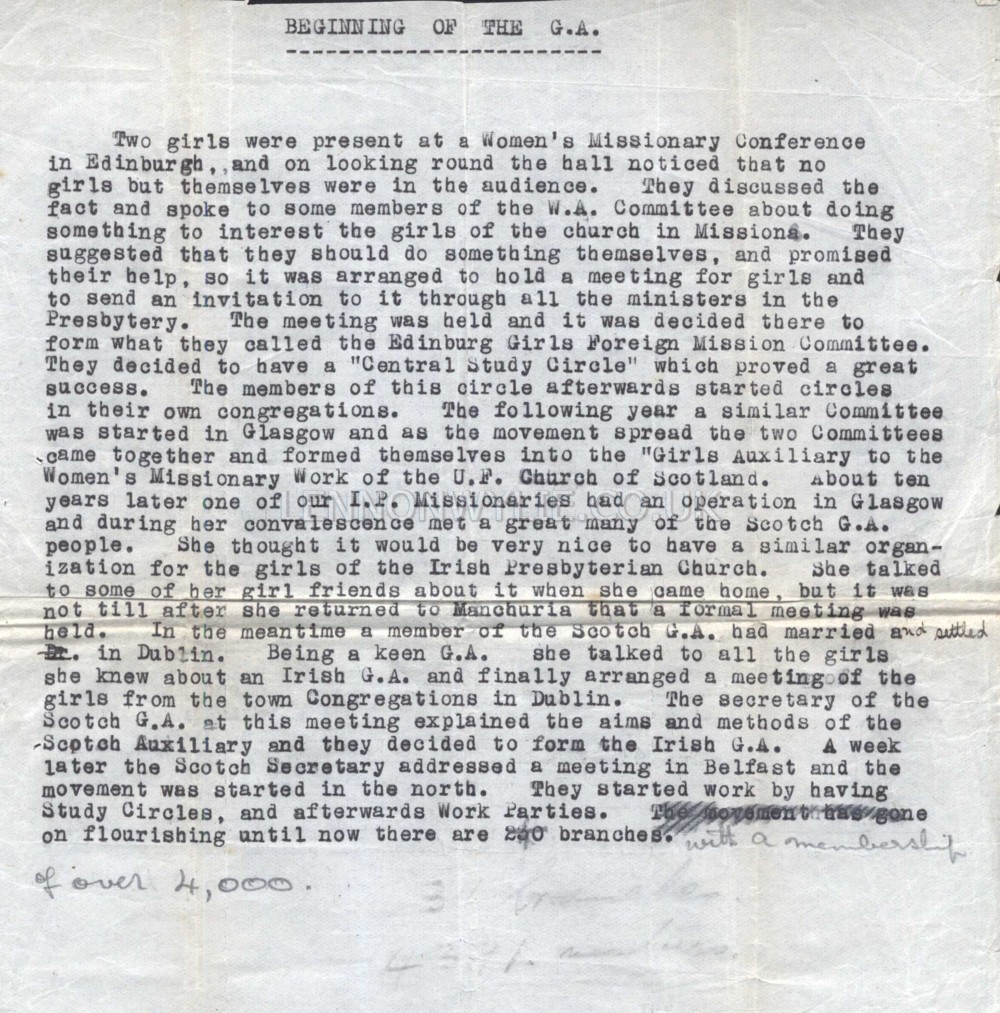 BEGINNING OF THE G.A.
Two girls were present at a Women's Missionary Conference
in Edinburgh,,and on looking round the hall noticed that no
girls but themselves were in the audience. They discussed the
fact and spoke to some members of the W.A. Committee about doing
something to interest the girls of the church in Missions. They
suggested that they should do something themselves, and promised
their help, so it was arranged to hold a meeting for girls and
to send an invitation to it through all the ministers in the
Presbytery. The meeting was held and it was decided there to
form what they called the Edinburg Girls Foreign Mission Committee.
They decided to have a "Central Study Circle" which proved a great
success. The members of this circle afterwards started circles
in their own congregations. The following year a similar Committee
was started in Glasgow and as the movement spread the two Committees
came together and formed themselves into the "Girls Auxiliary to the
Women's Missionary Work of the U.F. Church of Scotland. About ten
years later one of our I.P. Missionaries had an operation in Glasgow
and during her convalescence met a great many of the Scotch G.A.
people. She thought it would be very nice to have a similar organ-
ization for the girls of the Irish Presbyterian Church. She talked
to some of her girl friends about it when she came home, but it was
not till after she returned to Manchuria that a formal meeting was
held. In the meantime a member of the Scotch G.A. had married and settled
Dr. in Dublin. Being a keen G.A. she talked to all the girls
she knew about an Irish G.A. and finally arranged a meeting of the
girls from the town Congregations in Dublin. The secretary of the
Scotch G.A. at this meeting explained the aims and methods of the
Scotch Auxiliary and they decided to form the Irish G.A. A week
later the Scotch Secretary addressed a meeting in Belfast and the
movement was started in the north. They started work by having
Study Circles, and afterwards Work Parties. The movement has gone
on flourishing until now there are branches. with a membership
of over 4,000.
LENNONWYLIE.CO.UK